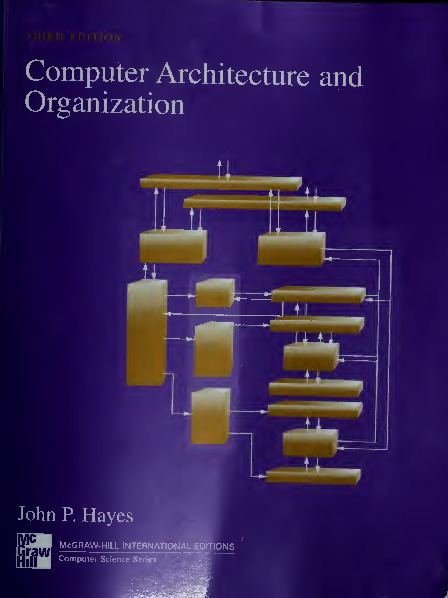 THIRD EDITION
Computer Architecture and
Organization
John P. Hayes
Mc
Graw
Hill
McGRAW-HILL INTERNATIONAL EDITIONS
Computer Science Series